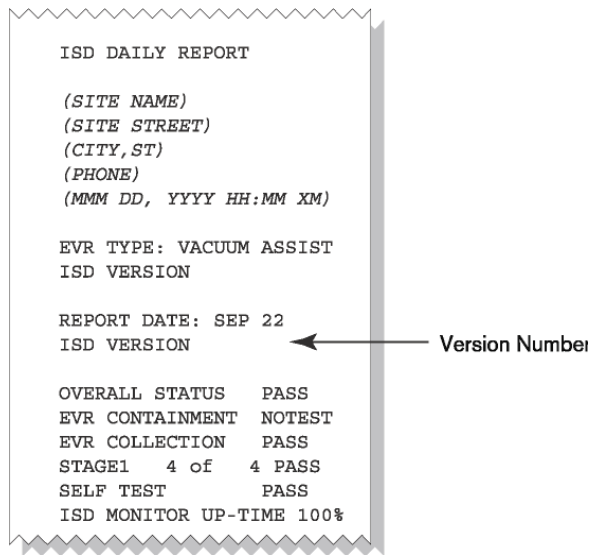 ISD DAILY REPORT
(SITE NAME)
(SITE STREET)
(CITY,ST)
(PHONE)
(MMM DD, YYYY HH:MM XM)
EVR TYPE: VACUUM ASSIST
ISD VERSION
REPORT DATE: SEP 22
ISD VERSION
Version Number
OVERALL STATUS PASS
EVR CONTAINMENT NOTEST
EVR COLLECTION PASS
STAGE1 4 of 4 PASS
SELF TEST PASS
ISD MONITOR UP-TIME 100%